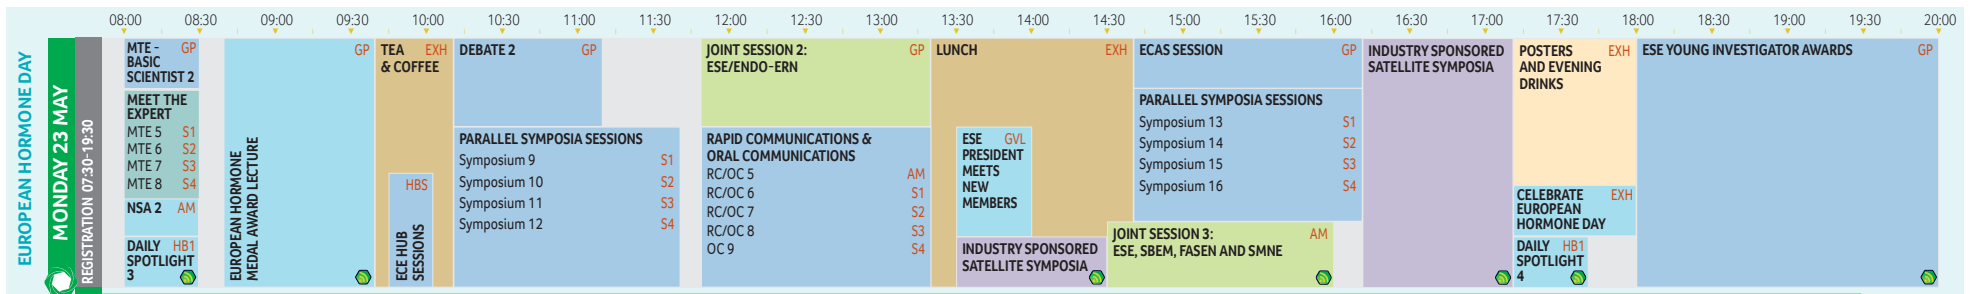 08:00 08:30 09:00 09:30 10:00 10:30 11:00 11:30 12:00 12:30 13:00 13:30 14:00 14:30 15:00 15:30 16:00 16:30 17:00 17:30 18:00 18:30 19:00 19:30 20:00
EUROPEAN HORMONE DAY
MONDAY 23 MAY
REGISTRATION 07:30-19:30
MTE - GP
BASIC
SCIENTIST 2
MEET THE
EXPERT
MTE 5 S1
MTE 6 S2
MTE 7 S3
MTE 8 S4
NSA 2 AM
DAILY HB1
SPOTLIGHT
3
GP
EUROPEAN HORMONE
MEDAL AWARD LECTURE
TEA EXH
& COFFEE
HBS
ECE HUB
SESSIONS
DEBATE 2 GP
PARALLEL SYMPOSIA SESSIONS
Symposium 9 S1
Symposium 10 S2
Symposium 11 S3
Symposium 12 S4
JOINT SESSION 2: GP
ESE/ENDO-ERN
RAPID COMMUNICATIONS &
ORAL COMMUNICATIONS
RC/OC 5 AM
RC/OC 6 S1
RC/OC 7 S2
RC/OC 8 S3
OC 9 S4
LUNCH EXH
ESE GVL
PRESIDENT
MEETS
NEW
MEMBERS
INDUSTRY SPONSORED
SATELLITE SYMPOSIA
ECAS SESSION GP
PARALLEL SYMPOSIA SESSIONS
Symposium 13 S1
Symposium 14 S2
Symposium 15 S3
Symposium 16 S4
JOINT SESSION 3: AM
ESE, SBEM, FASEN AND SMNE
INDUSTRY SPONSORED
SATELLITE SYMPOSIA
POSTERS EXH
AND EVENING
DRINKS
CELEBRATE EXH
EUROPEAN
HORMONE DAY
DAILY HB1
SPOTLIGHT
4
ESE YOUNG INVESTIGATOR AWARDS GP